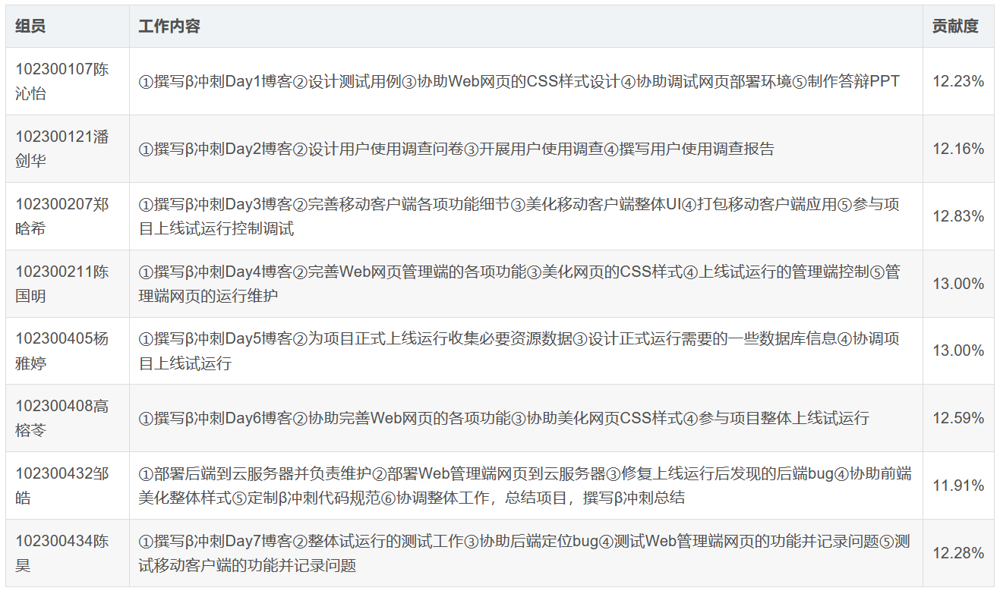 组员 工作内容 贡献度
102300107陈
沁怡
①撰写β冲刺Day1博客②设计测试用例③协助Web网页的CSS样式设计④协助调试网页部署环境⑤制作答辩PPT
12.23%
102300121潘
剑华
①撰写β冲刺Day2博客②设计用户使用调查问卷③开展用户使用调查④撰写用户使用调查报告
12.16%
102300207郑
晗希
①撰写β冲刺Day3博客②完善移动客户端各项功能细节③美化移动客户端整体UI④打包移动客户端应用⑤参与项
目上线试运行控制调试
12.83%
102300211陈
国明
①撰写β冲刺Day4博客②完善Web网页管理端的各项功能③美化网页的CSS样式④上线试运行的管理端控制⑤管
理端网页的运行维护
13.00%
102300405杨
雅婷
①撰写β冲刺Day5博客②为项目正式上线运行收集必要资源数据③设计正式运行需要的一些数据库信息④协调项
目上线试运行
13.00%
102300408高
榕苓
①撰写β冲刺Day6博客②协助完善Web网页的各项功能③协助美化网页CSS样式④参与项目整体上线试运行
12.59%
102300432邹
皓
①部署后端到云服务器并负责维护②部署Web管理端网页到云服务器③修复上线运行后发现的后端bug④协助前端
美化整体样式⑤定制β冲刺代码规范⑥协调整体工作，总结项目，撰写β冲刺总结
11.91%
102300434陈
昊
①撰写β冲刺Day7博客②整体试运行的测试工作③协助后端定位bug④测试Web管理端网页的功能并记录问题⑤测
试移动客户端的功能并记录问题
12.28%